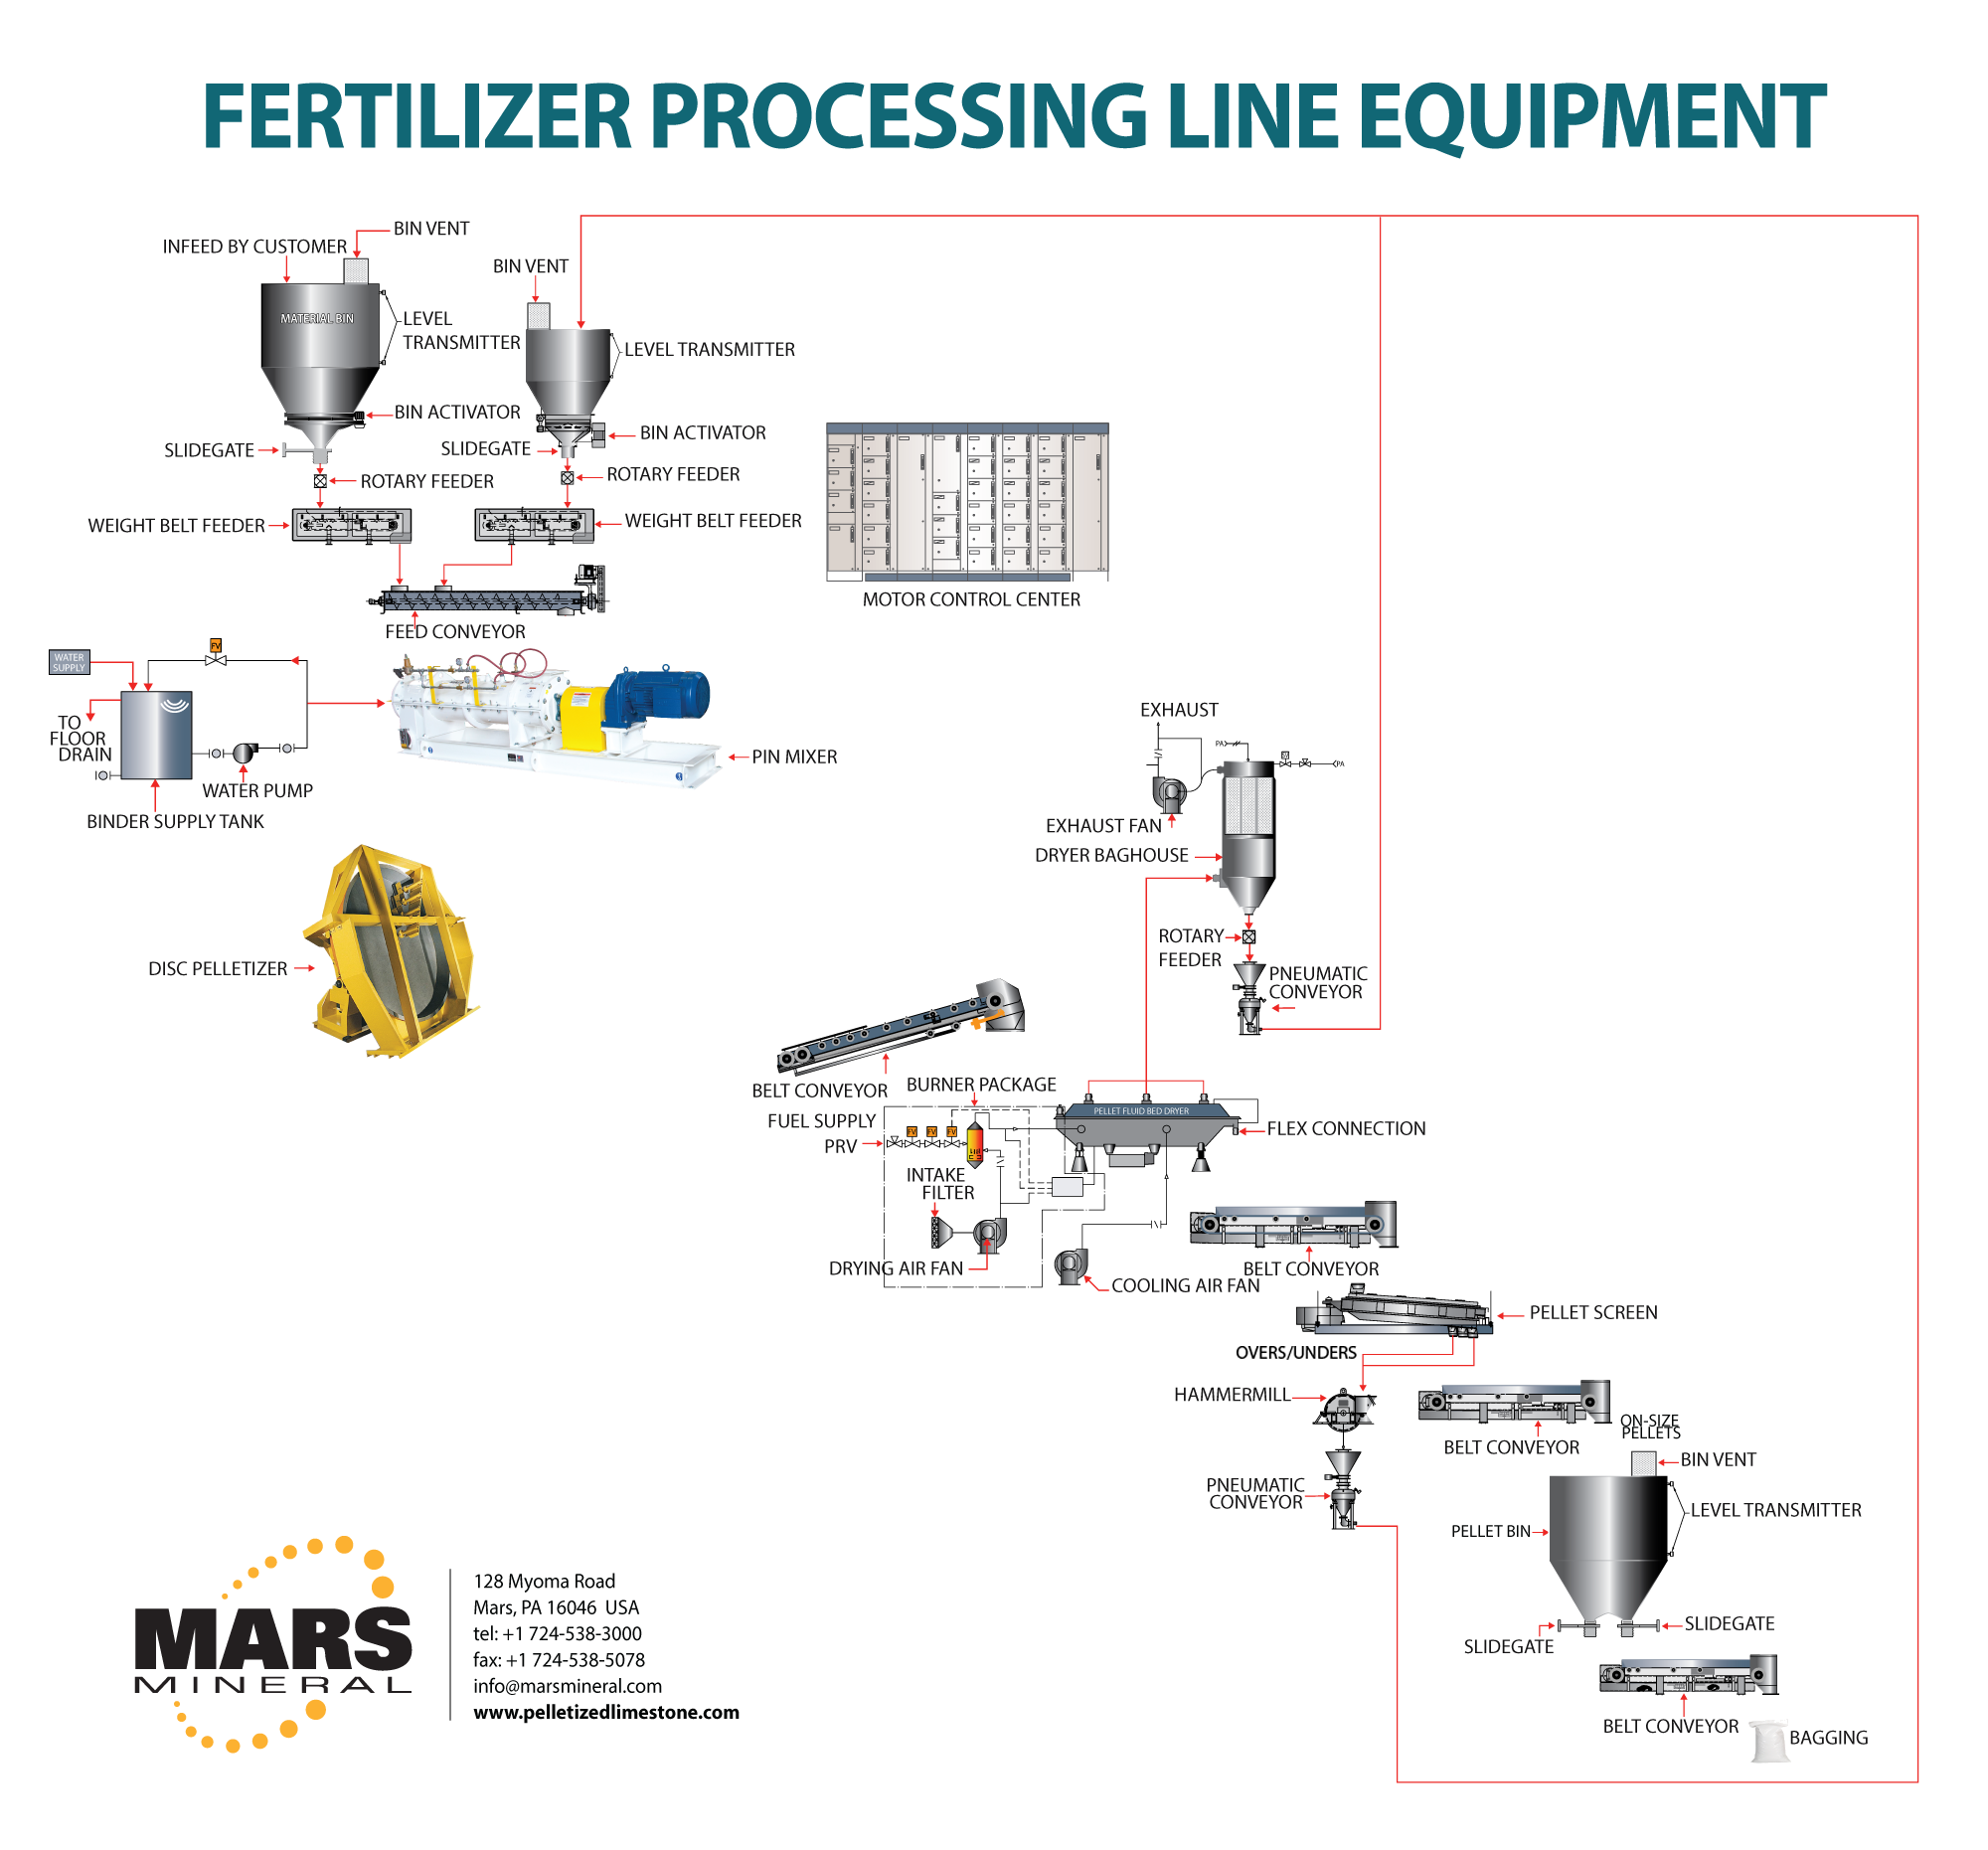 FERTILIZER PROCESSING LINE EQUIPMENT
INFEED BY CUSTOMER
BIN VENT
MATERIAL BIN
LEVEL
TRANSMITTER
BIN ACTIVATOR
SLIDEGATE
ROTARY FEEDER
WEIGHT BELT FEEDER
BIN VENT
LEVEL TRANSMITTER
BIN ACTIVATOR
SLIDEGATE
ROTARY FEEDER
WEIGHT BELT FEEDER
FEED CONVEYOR
MOTOR CONTROL CENTER
WATER
SUPPLY
FV
TO
FLOOR
DRAIN
WATER PUMP
BINDER SUPPLY TANK
PIN MIXER
DISC PELLETIZER
EXHAUST
PA
PA
EXHAUST FAN
DRYER BAGHOUSE
ROTARY
FEEDER
PNEUMATIC
CONVEYOR
BELT CONVEYOR
BURNER PACKAGE
FUEL SUPPLY
PRV
FV
FV
FV
PELLET FLUID BED DRYER
FLEX CONNECTION
INTAKE
FILTER
DRYING AIR FAN
COOLING AIR FAN
BELT CONVEYOR
PELLET SCREEN
OVERS/UNDERS
HAMMERMILL
BELT CONVEYOR
ON-SIZE
PELLETS
BIN VENT
PNEUMATIC
CONVEYOR
LEVEL TRANSMITTER
PELLET BIN
SLIDEGATE
SLIDEGATE
BELT CONVEYOR
BAGGING
MARS
MINERAL
128 Myoma Road
Mars, PA 16046 USA
tel: +1 724-538-3000
fax: +1 724-538-5078
info@marsmineral.com
www.pelletizedlimestone.com